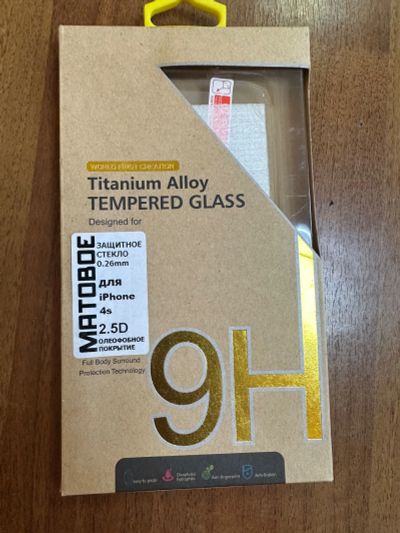 WORLD FIRST CREATION
Titanium Alloy
TEMPERED GLASS
Designed for
МАТОВОЕ
ЗАЩИТНОЕ
СТЕКЛО
0.26mm
для
iPhone
4s
2.5D
ОЛЕОФОБНОЕ
ПОКРЫТИЕ
Full Body Surround
Protection Technology
9H